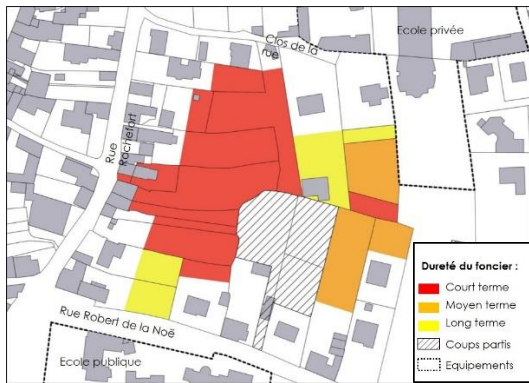 Ecole privée
Clos de la
rue
Rue
Rochefort
Rue Robert de la Noë
Ecole publique
Dureté du foncier :
Court terme
Moyen terme
Long terme
Coups partis
Equipements